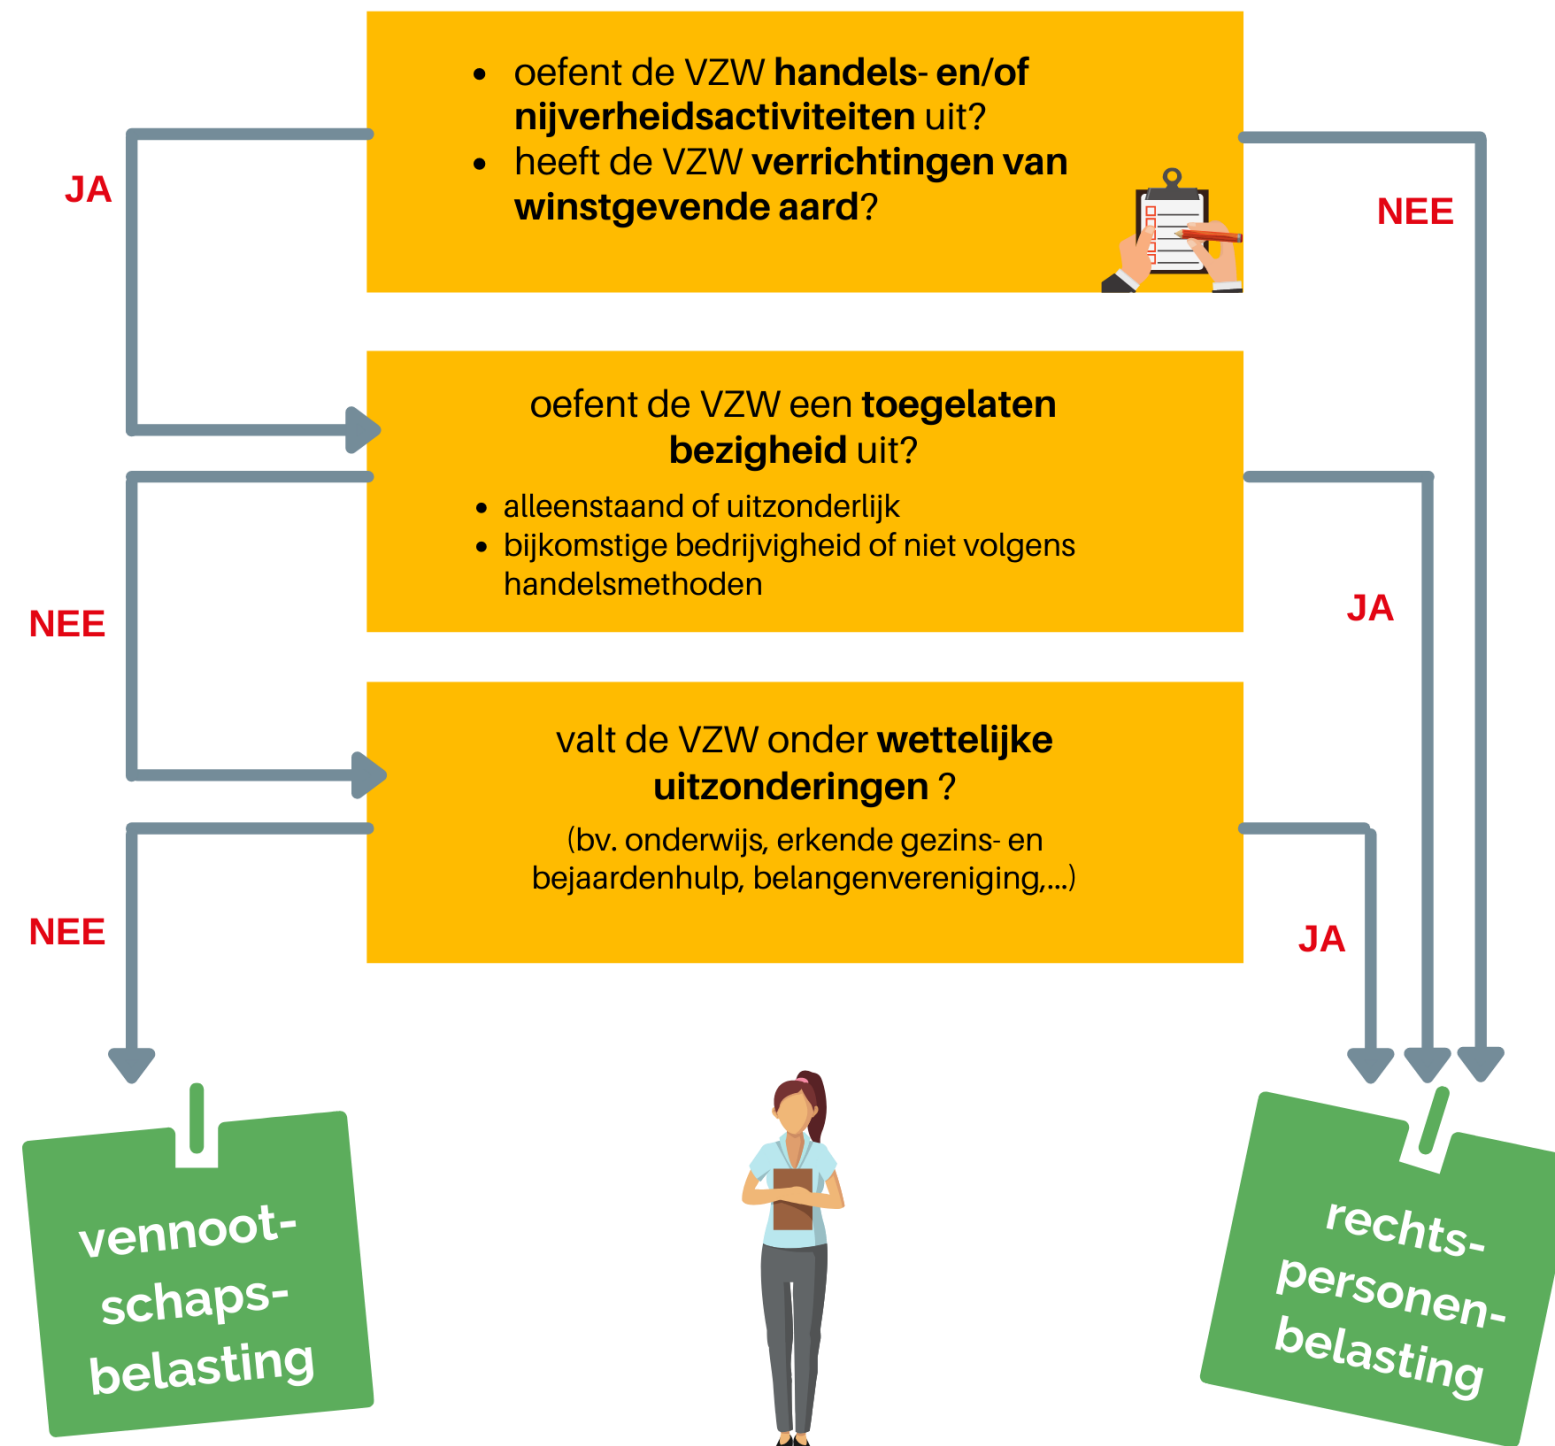 • oefent de VZW handels- en/of
nijverheidsactiviteiten uit?
• heeft de VZW verrichtingen van
winstgevende aard?
JA
NEE
oefent de VZW een toegelaten
bezigheid uit?
• alleenstaand of uitzonderlijk
• bijkomstige bedrijvigheid of niet volgens
handelsmethoden
NEE
JA
valt de VZW onder wettelijke
uitzonderingen ?
(bv. onderwijs, erkende gezins- en
bejaardenhulp, belangenvereniging,...)
NEE
JA
vennoot-
schaps-
belasting
rechts-
personen-
belasting